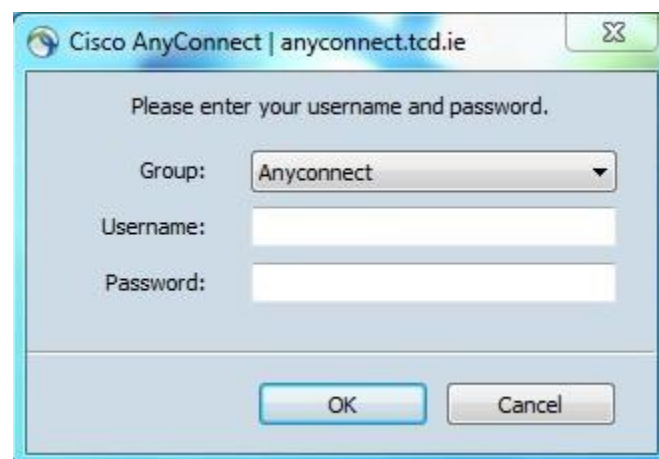 Cisco AnyConnect | anyconnect.tcd.ie
Please enter your username and password.
Group: Anyconnect
Username:
Password:
OK Cancel